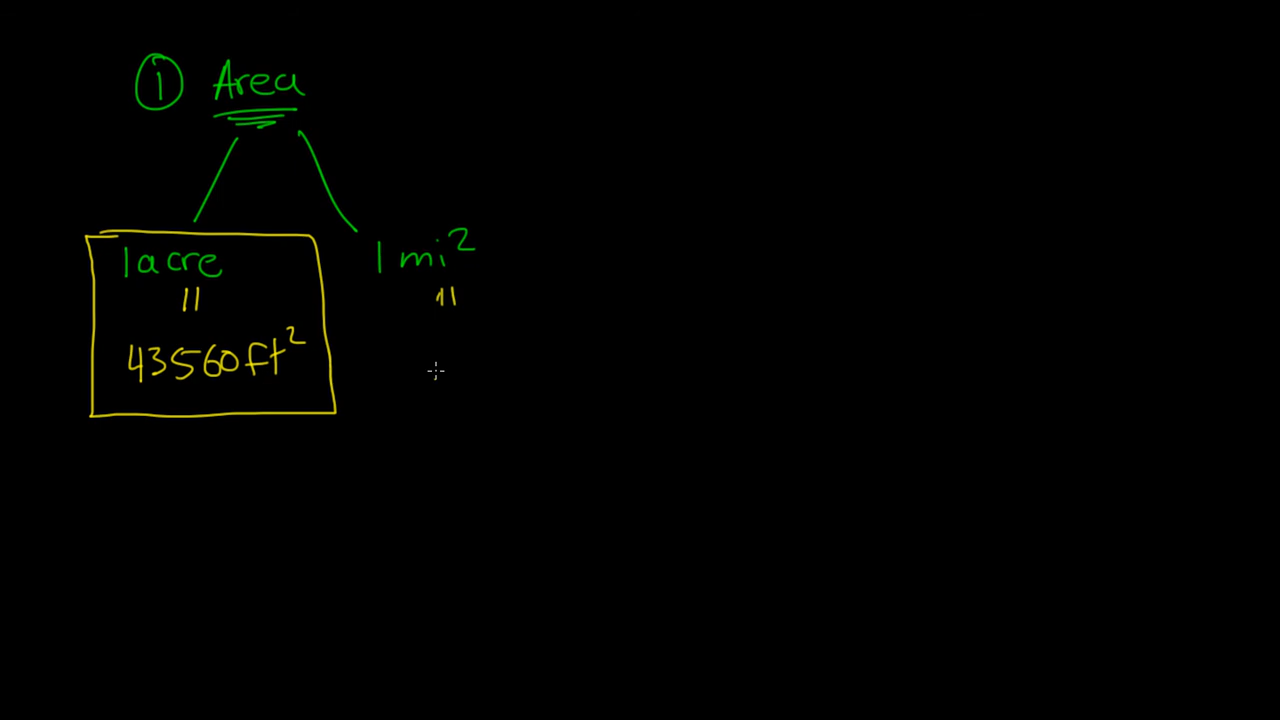 ① Area
1 acre 1 mi²
= =
43560 ft²